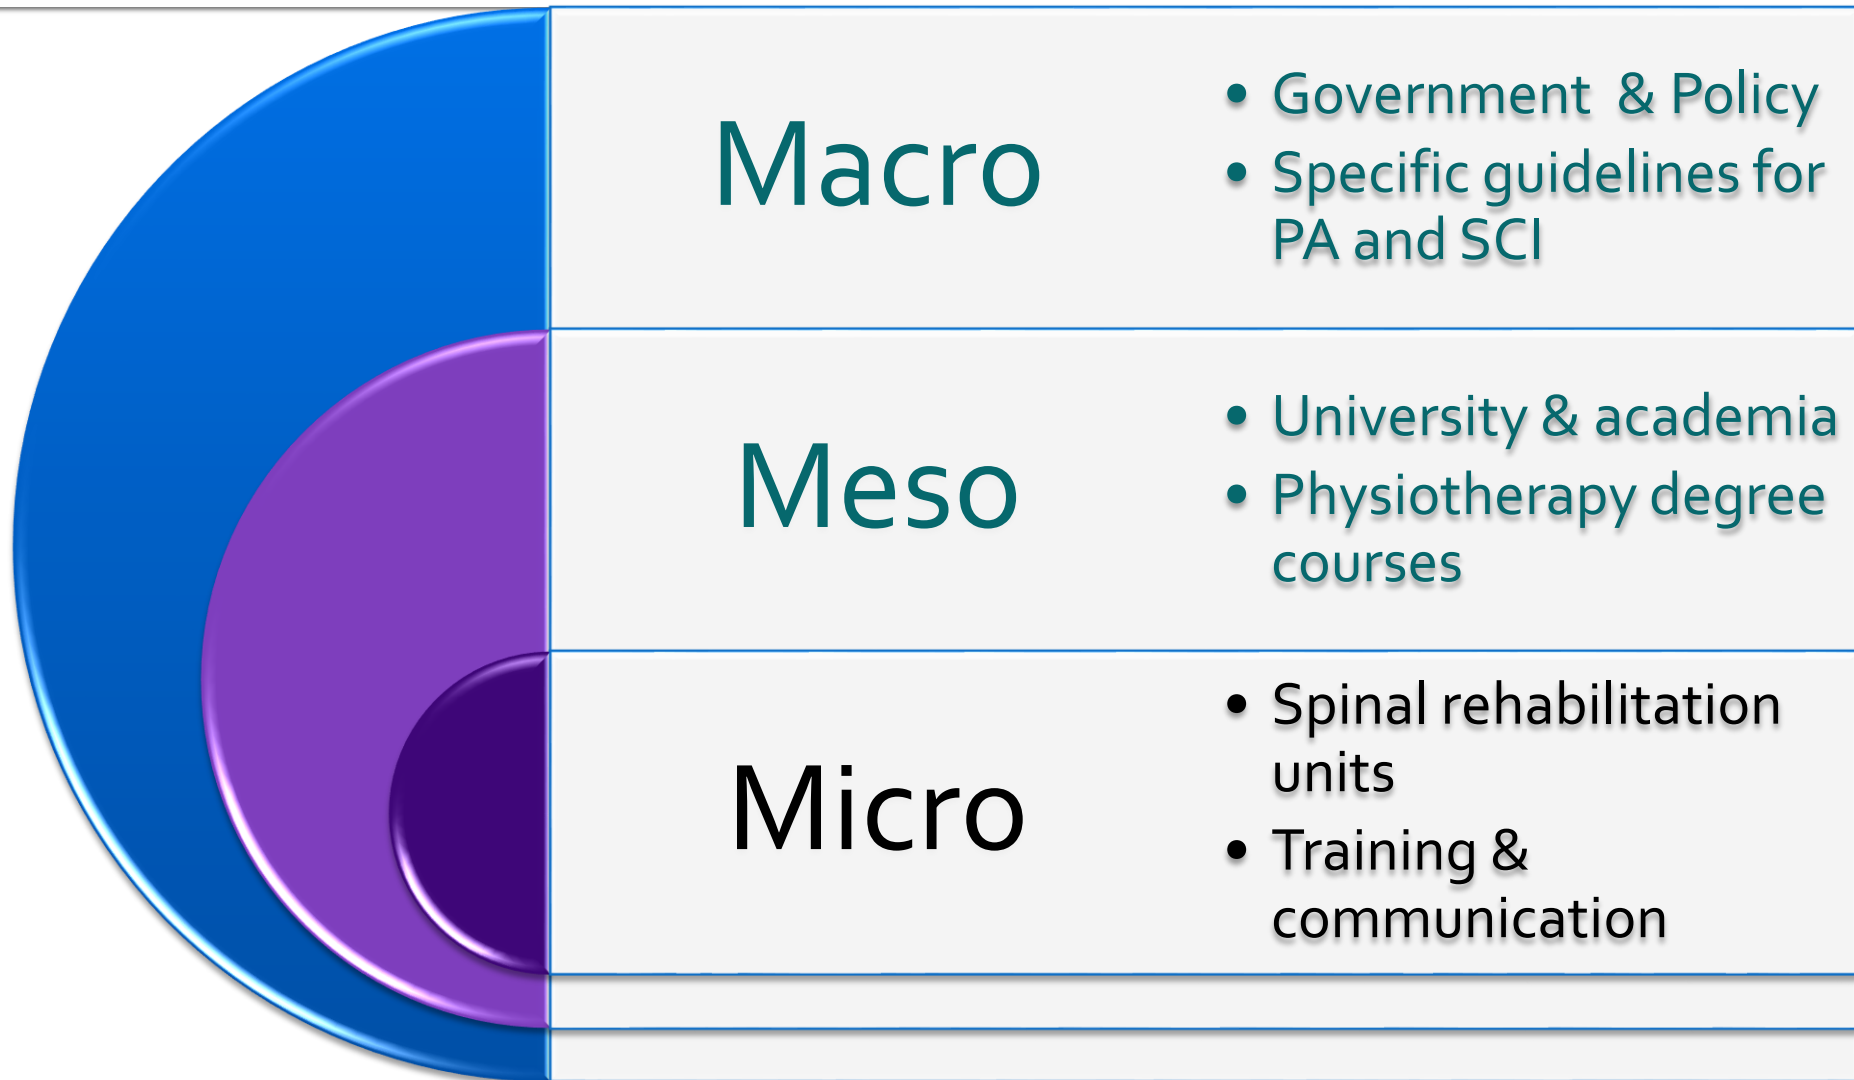 Macro
• Government  & Policy
• Specific guidelines for
PA and SCI
Meso
• University & academia
• Physiotherapy degree
courses
Micro
• Spinal rehabilitation
units
• Training &
communication